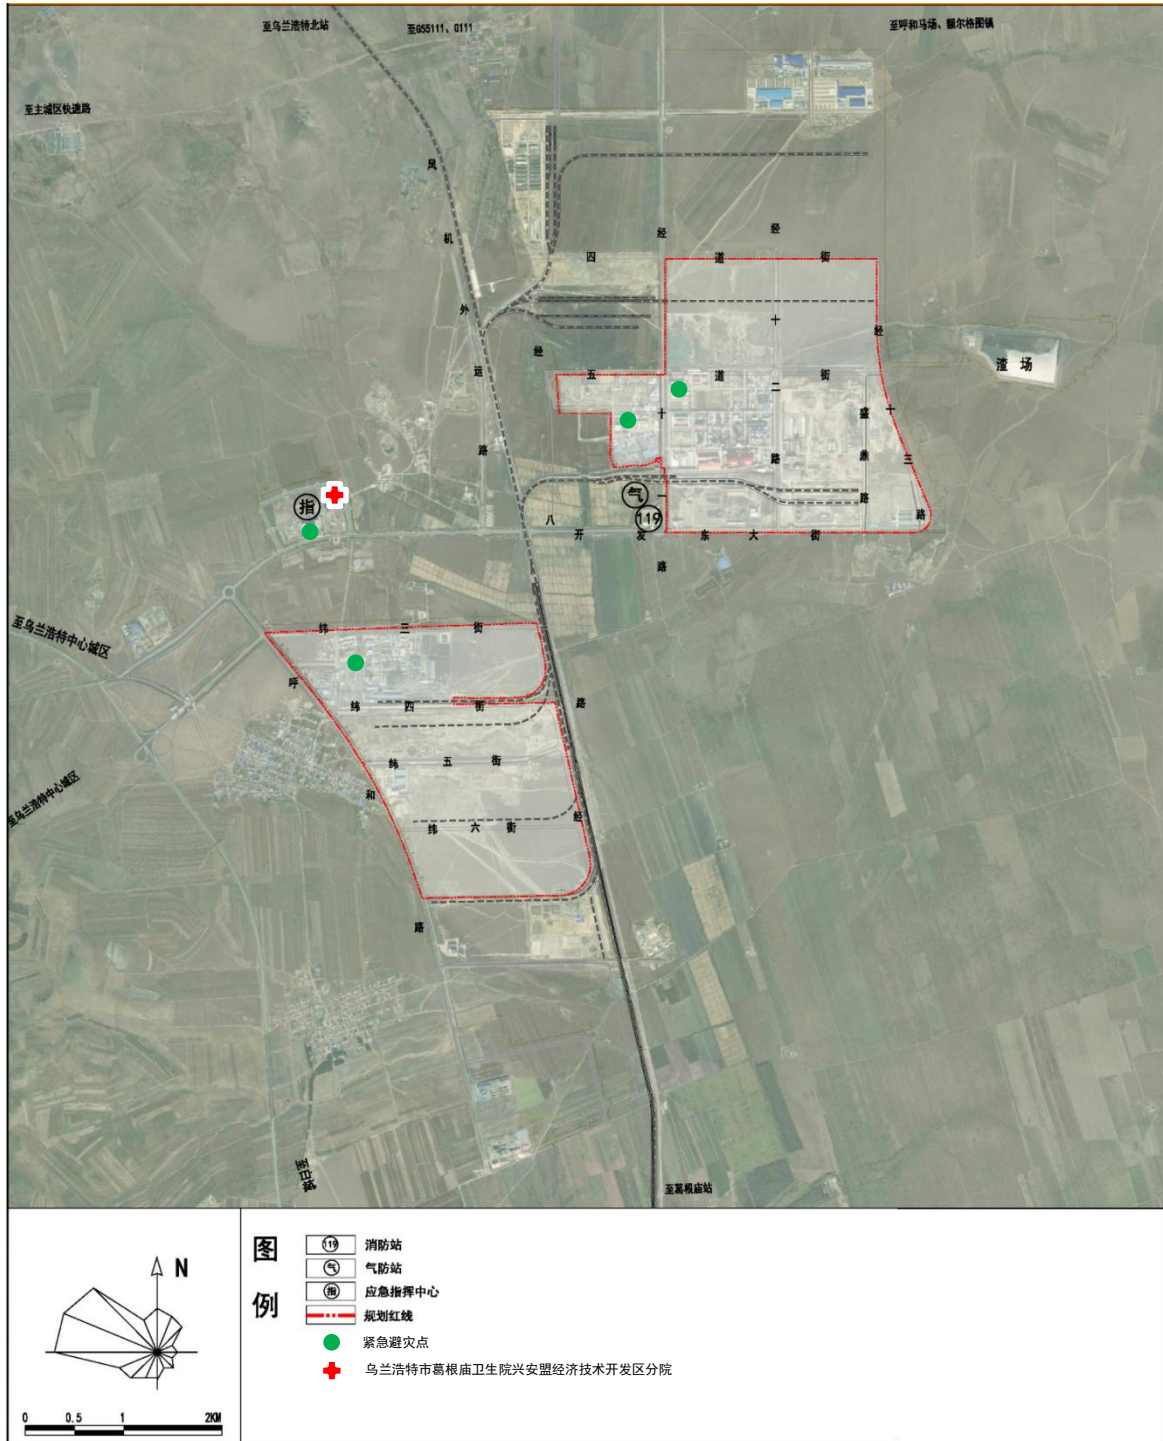 至乌兰浩特北站
至G55111、G111
至呼和马场、额尔格图镇
至主城区快速路
风机外运路
经十一路
经十二路
四道街
经十三路
经八路
五道街
渣场
盛鼎路
指
气
119
开发东大街
至乌兰浩特中心城区
纬三街
呼和路
纬四街
经路
纬五街
至乌兰浩特中心城区
纬六街
至白城
至葛根庙站
图例
119 消防站
气 气防站
指 应急指挥中心
规划红线
紧急避灾点
乌兰浩特市葛根庙卫生院兴安盟经济技术开发区分院
N
0 0.5 1 2KM